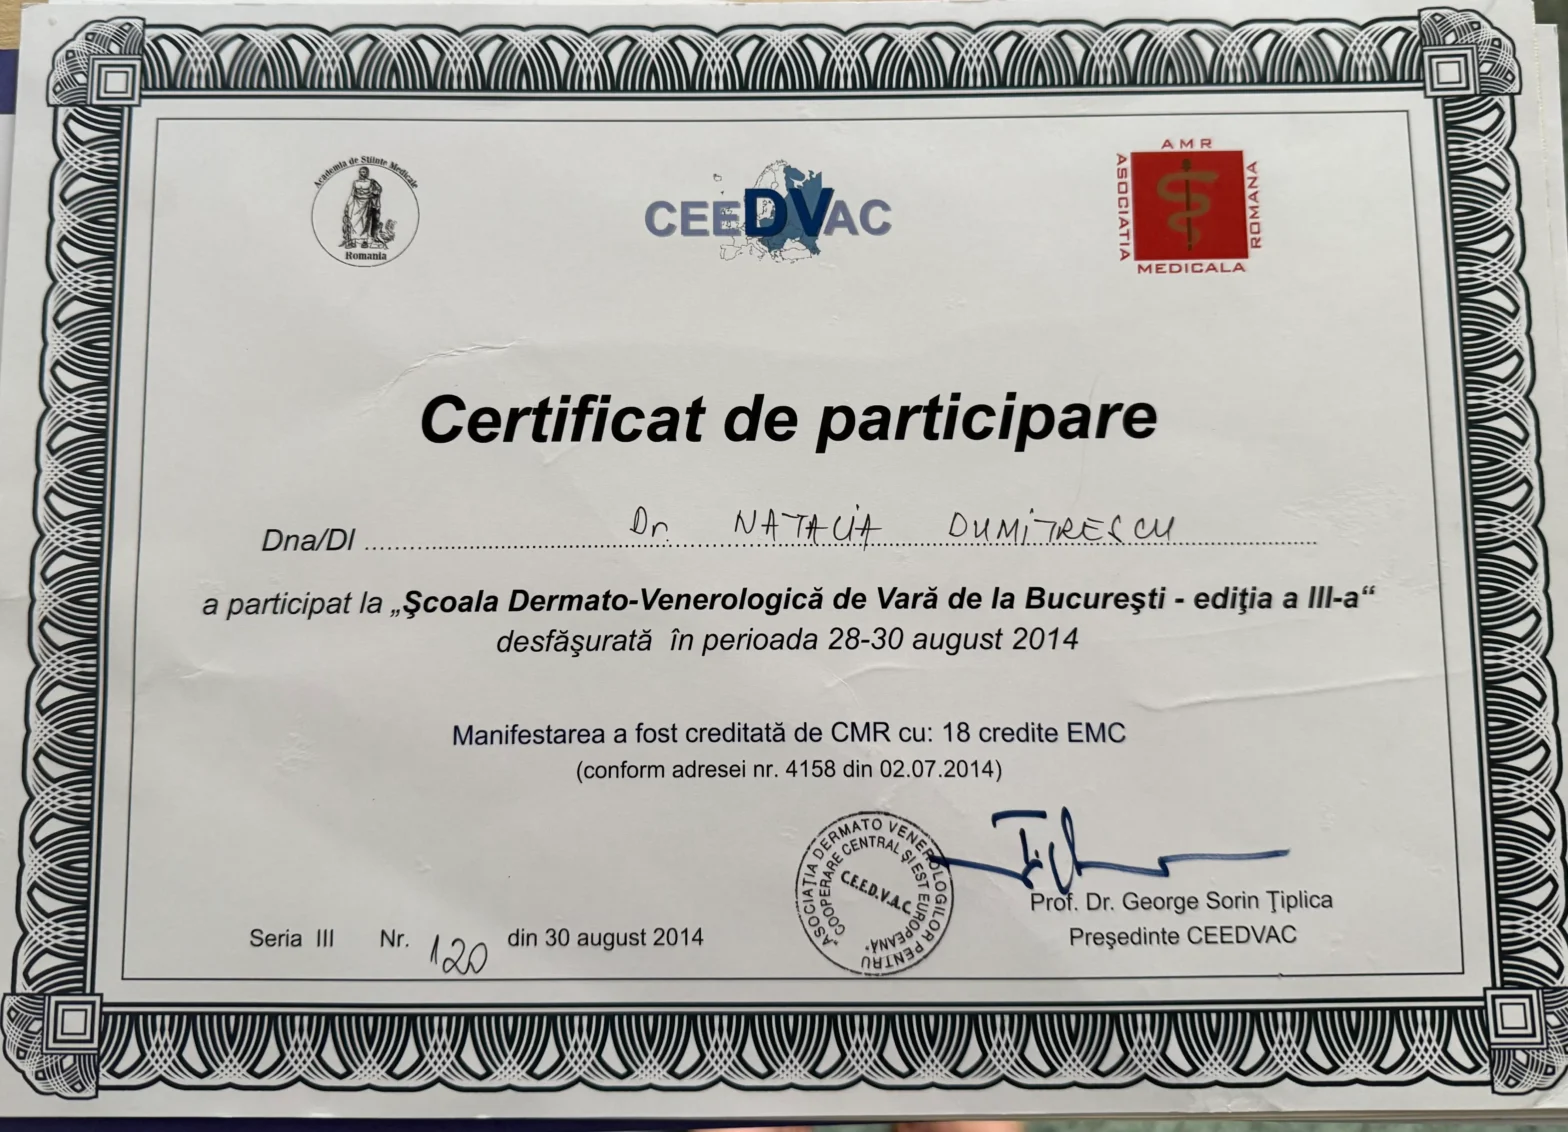 Academia de Stiinte Medicale
Romania
CEEDVAC
AMR
ASOCIATIA
MEDICALA
ROMANA
Certificat de participare
Dna/Dl Dr. NATALIA DUMITRESCU
a participat la „Şcoala Dermato-Venerologică de Vară de la Bucureşti - ediţia a III-a“
desfăşurată în perioada 28-30 august 2014
Manifestarea a fost creditată de CMR cu: 18 credite EMC
(conform adresei nr. 4158 din 02.07.2014)
ASOCIAŢIA DERMATO VENEROLOGILOR PENTRU
COOPERARE CENTRAL ŞI EST EUROPEANĂ
C.E.E.D.V.A.C.
Prof. Dr. George Sorin Ţiplica
Preşedinte CEEDVAC
Seria III Nr. 120 din 30 august 2014